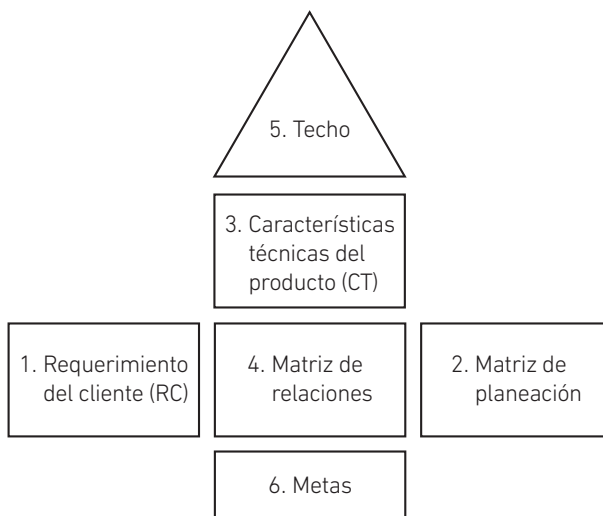 5. Techo
3. Características
técnicas del
producto (CT)
1. Requerimiento
del cliente (RC)
4. Matriz de
relaciones
2. Matriz de
planeación
6. Metas